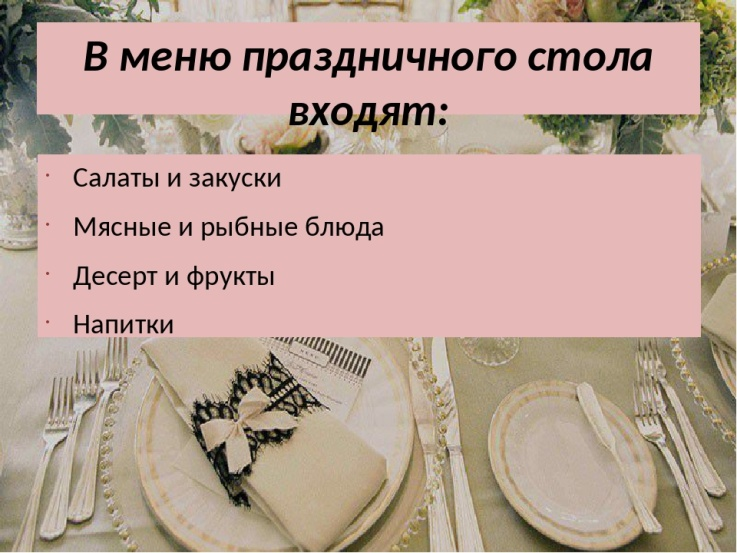 В меню праздничного стола
входят:
Салаты и закуски
Мясные и рыбные блюда
Десерт и фрукты
Напитки